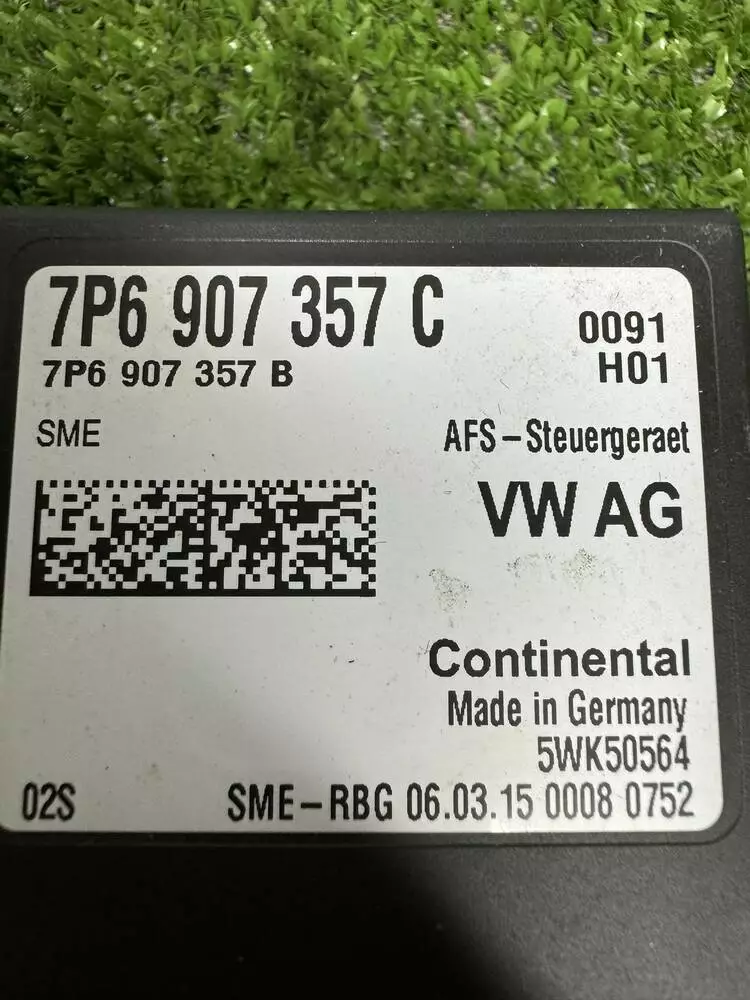 7P6 907 357 C
0091
7P6 907 357 B
H01
SME
AFS-Steuergeraet
VW AG
Continental
Made in Germany
5WK50564
02S
SME-RBG 06.03.15 0008 0752